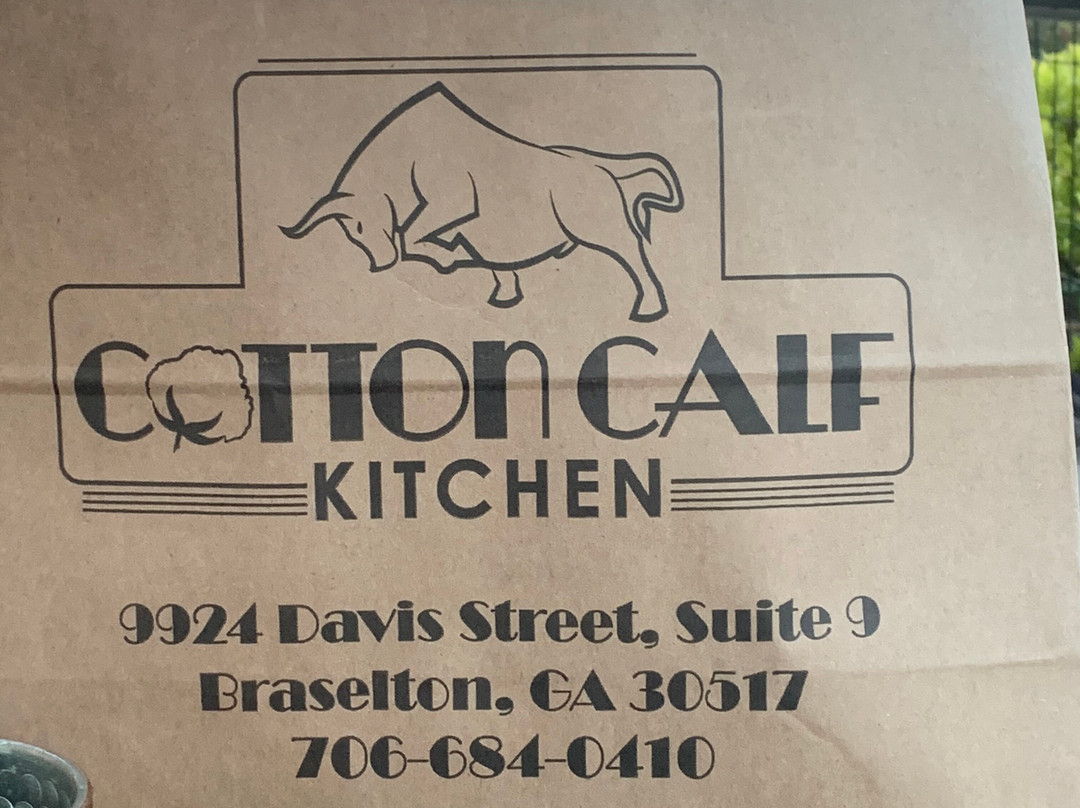 COTTON CALF
KITCHEN
9924 Davis Street, Suite 9
Braselton, GA 30517
706-684-0410